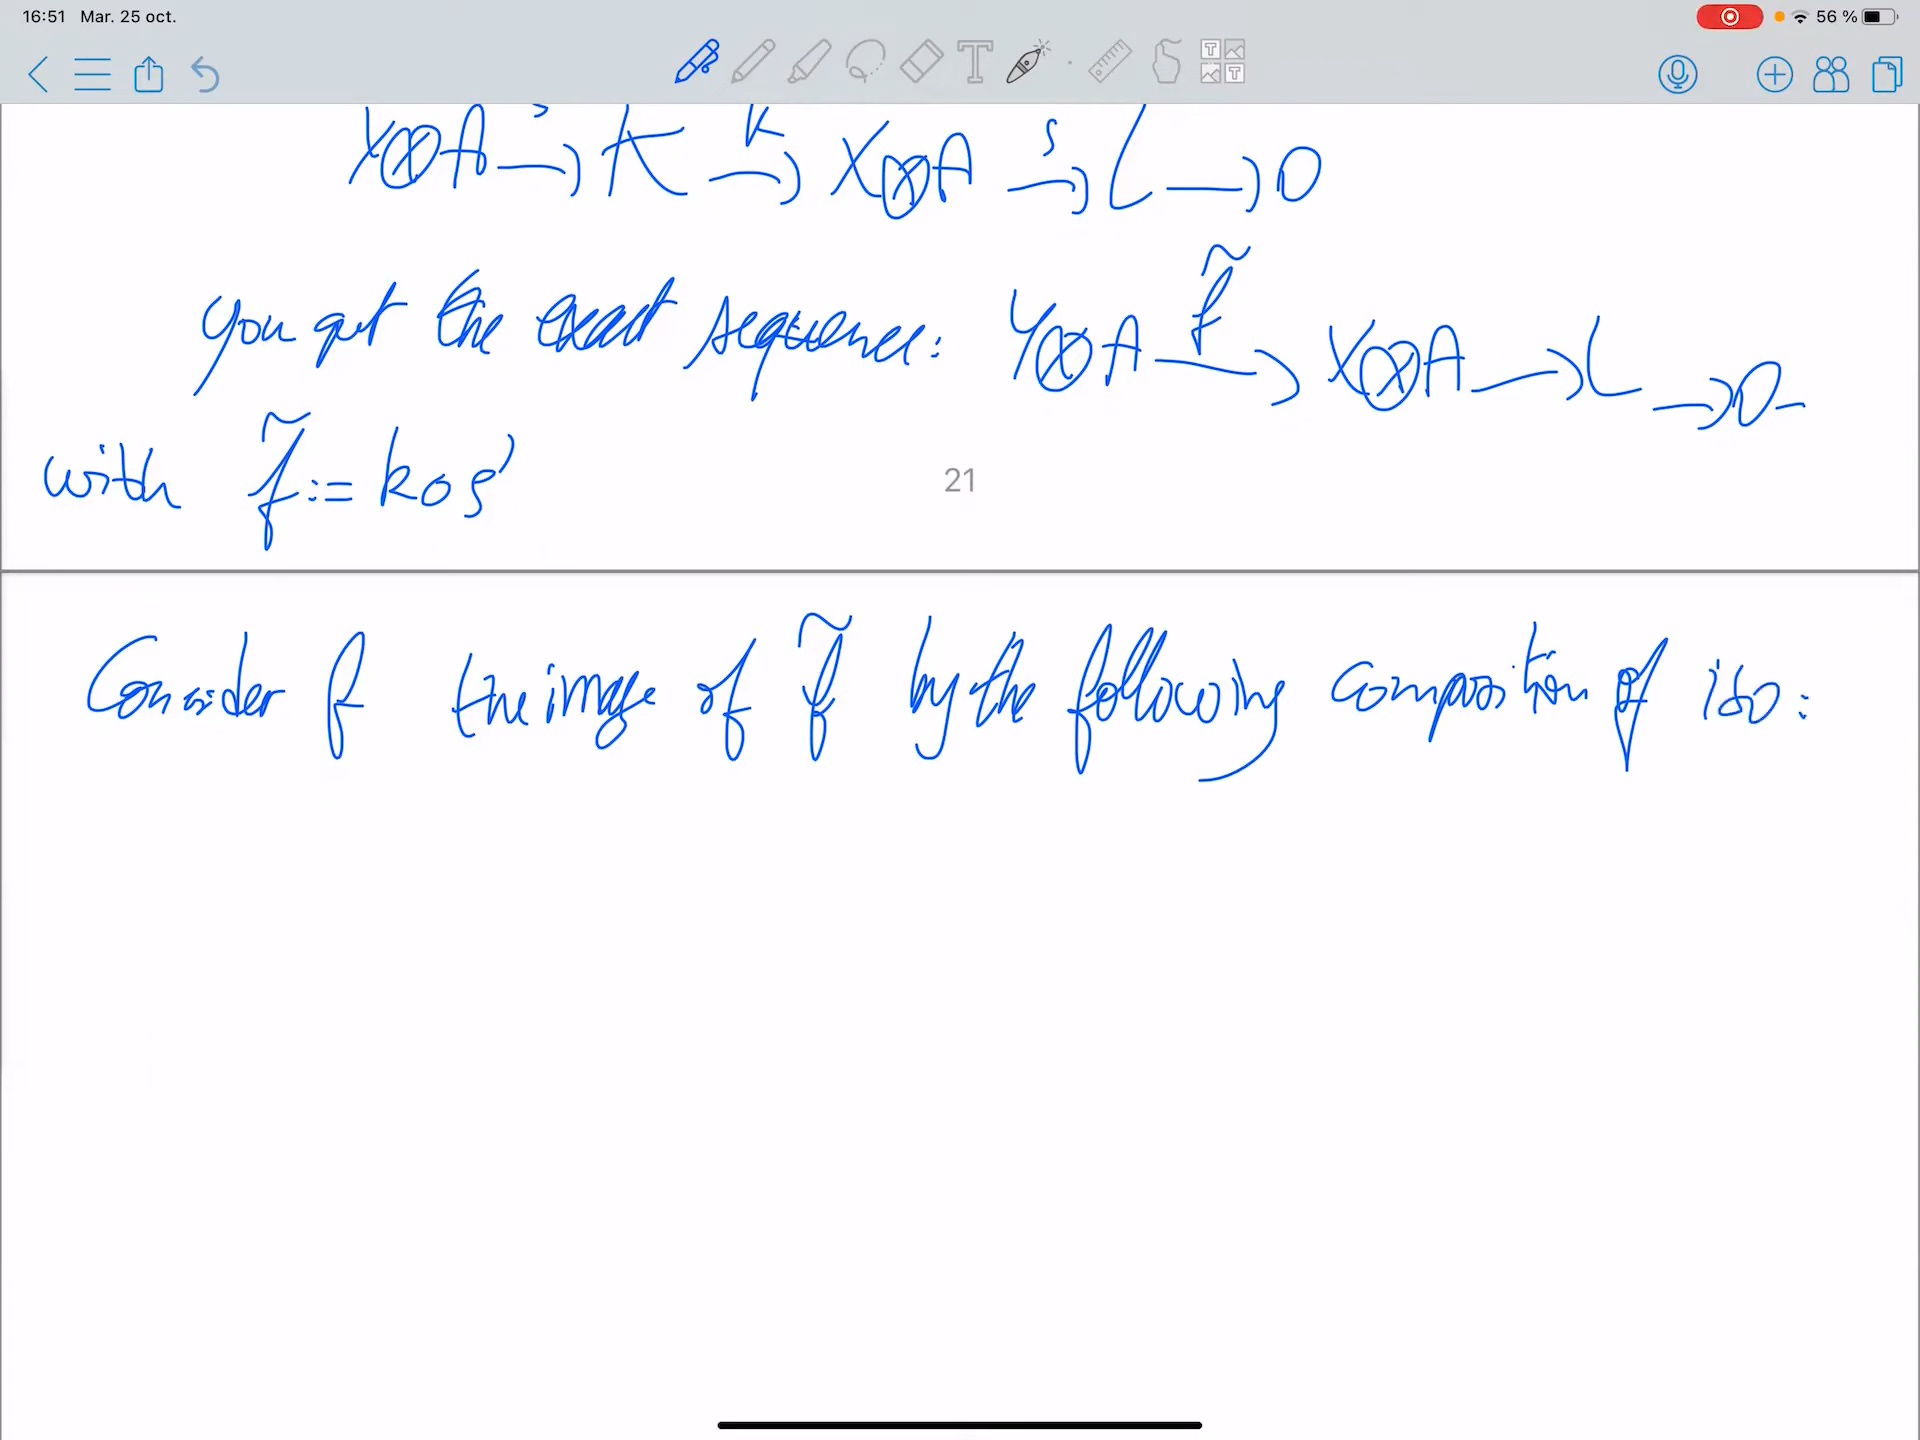 16:51 Mar. 25 oct. 56 %
Y⊗A → K →ᵏ X⊗A →ˢ L → 0
you get the exact sequence: Y⊗A →^f̃ X⊗A → L → 0-
with f̃ := k∘s'
21
Consider f the image of f̃ by the following composition of iso: